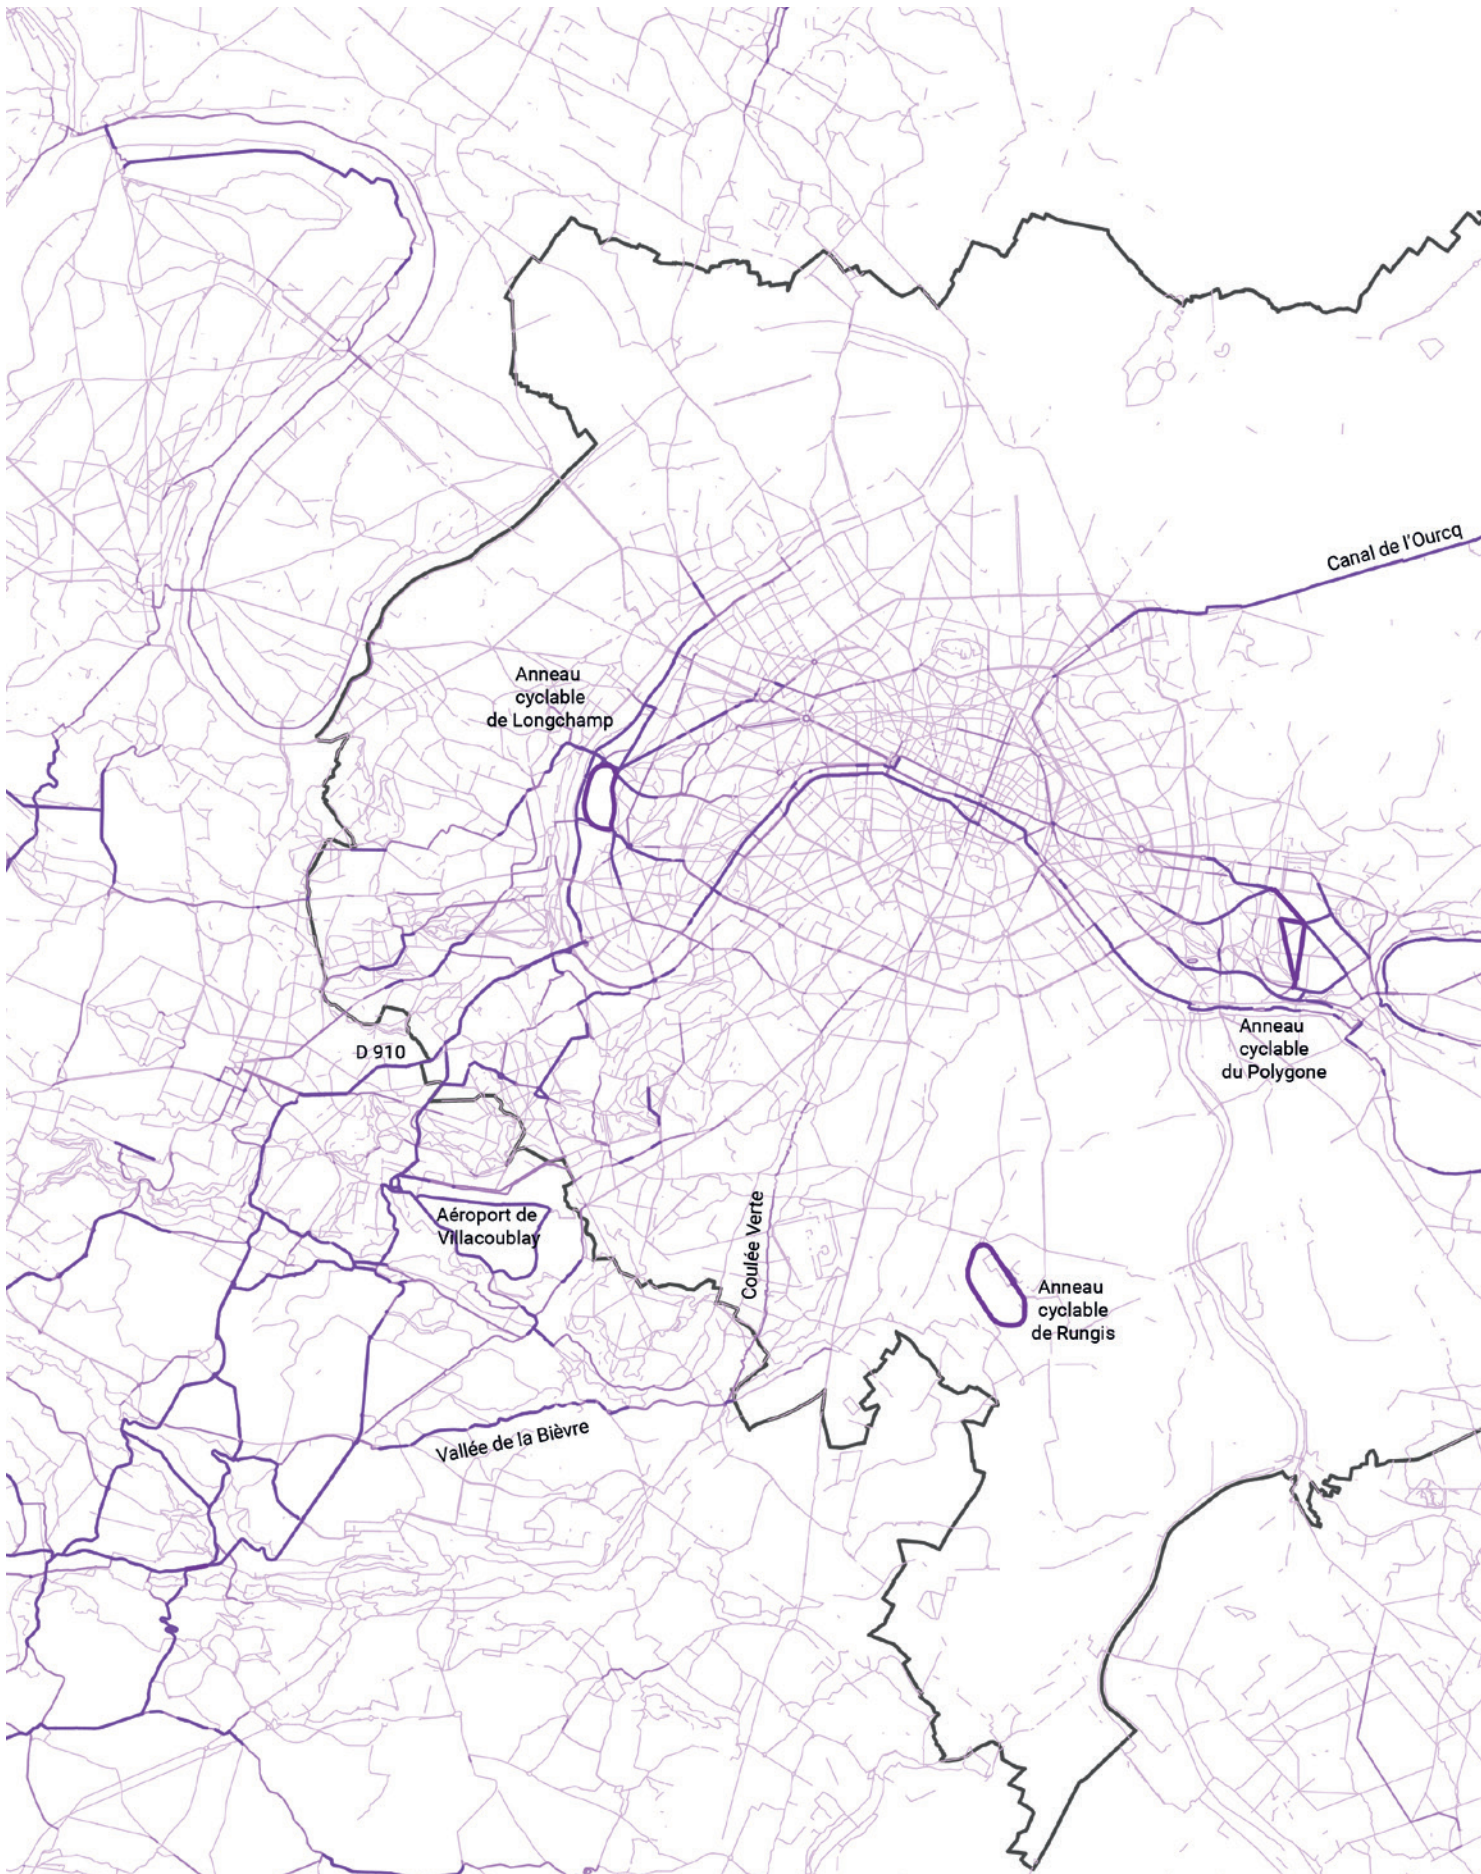 Canal de l'Ourcq
Anneau
cyclable
de Longchamp
Anneau
cyclable
du Polygone
D 910
Aéroport de
Villacoublay
Coulée Verte
Anneau
cyclable
de Rungis
Vallée de la Bièvre